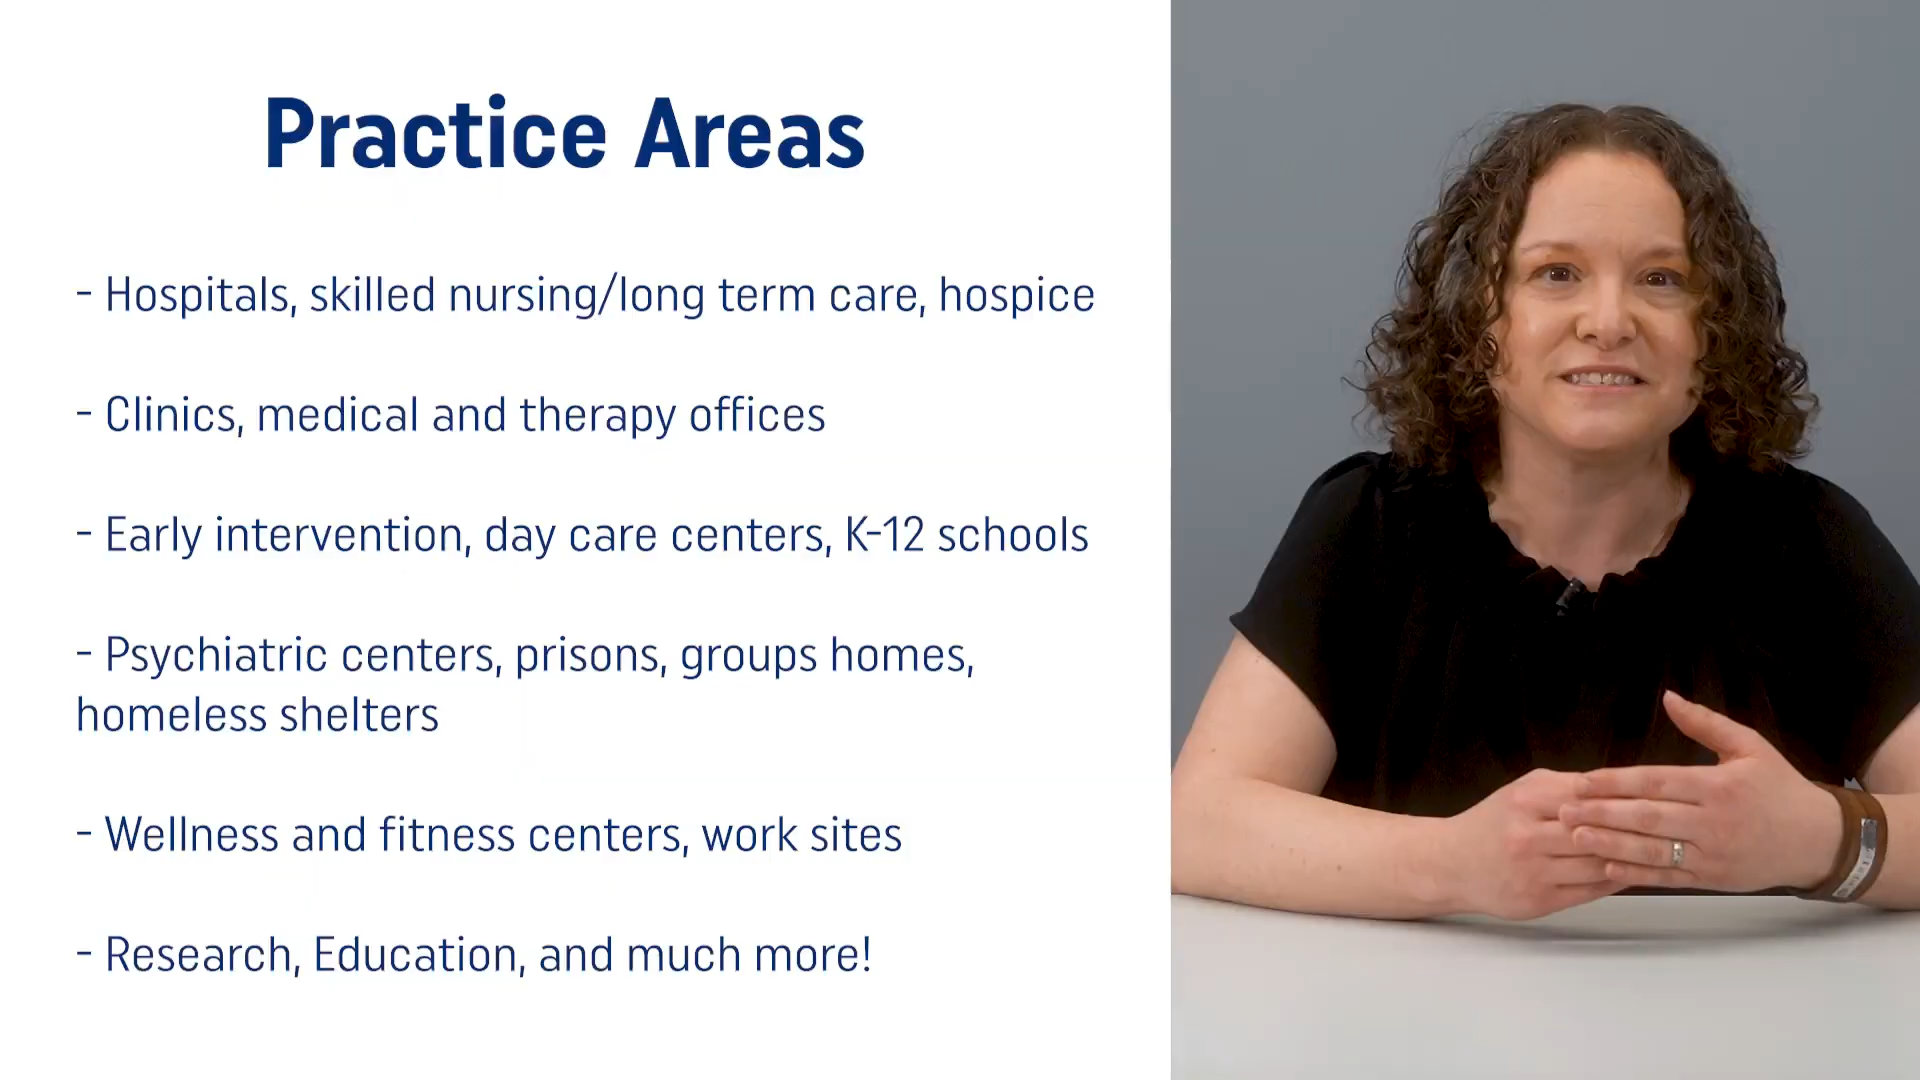 Practice Areas
- Hospitals, skilled nursing/long term care, hospice
- Clinics, medical and therapy offices
- Early intervention, day care centers, K-12 schools
- Psychiatric centers, prisons, groups homes,
homeless shelters
- Wellness and fitness centers, work sites
- Research, Education, and much more!